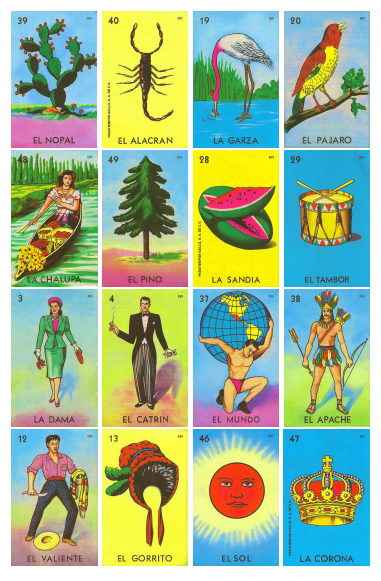 39
EL NOPAL
40
EL ALACRAN
19
LA GARZA
20
EL PAJARO
LA CHALUPA
49
EL PINO
28
LA SANDIA
29
EL TAMBOR
3
LA DAMA
4
EL CATRIN
37
EL MUNDO
38
EL APACHE
12
EL VALIENTE
13
EL GORRITO
46
EL SOL
47
LA CORONA